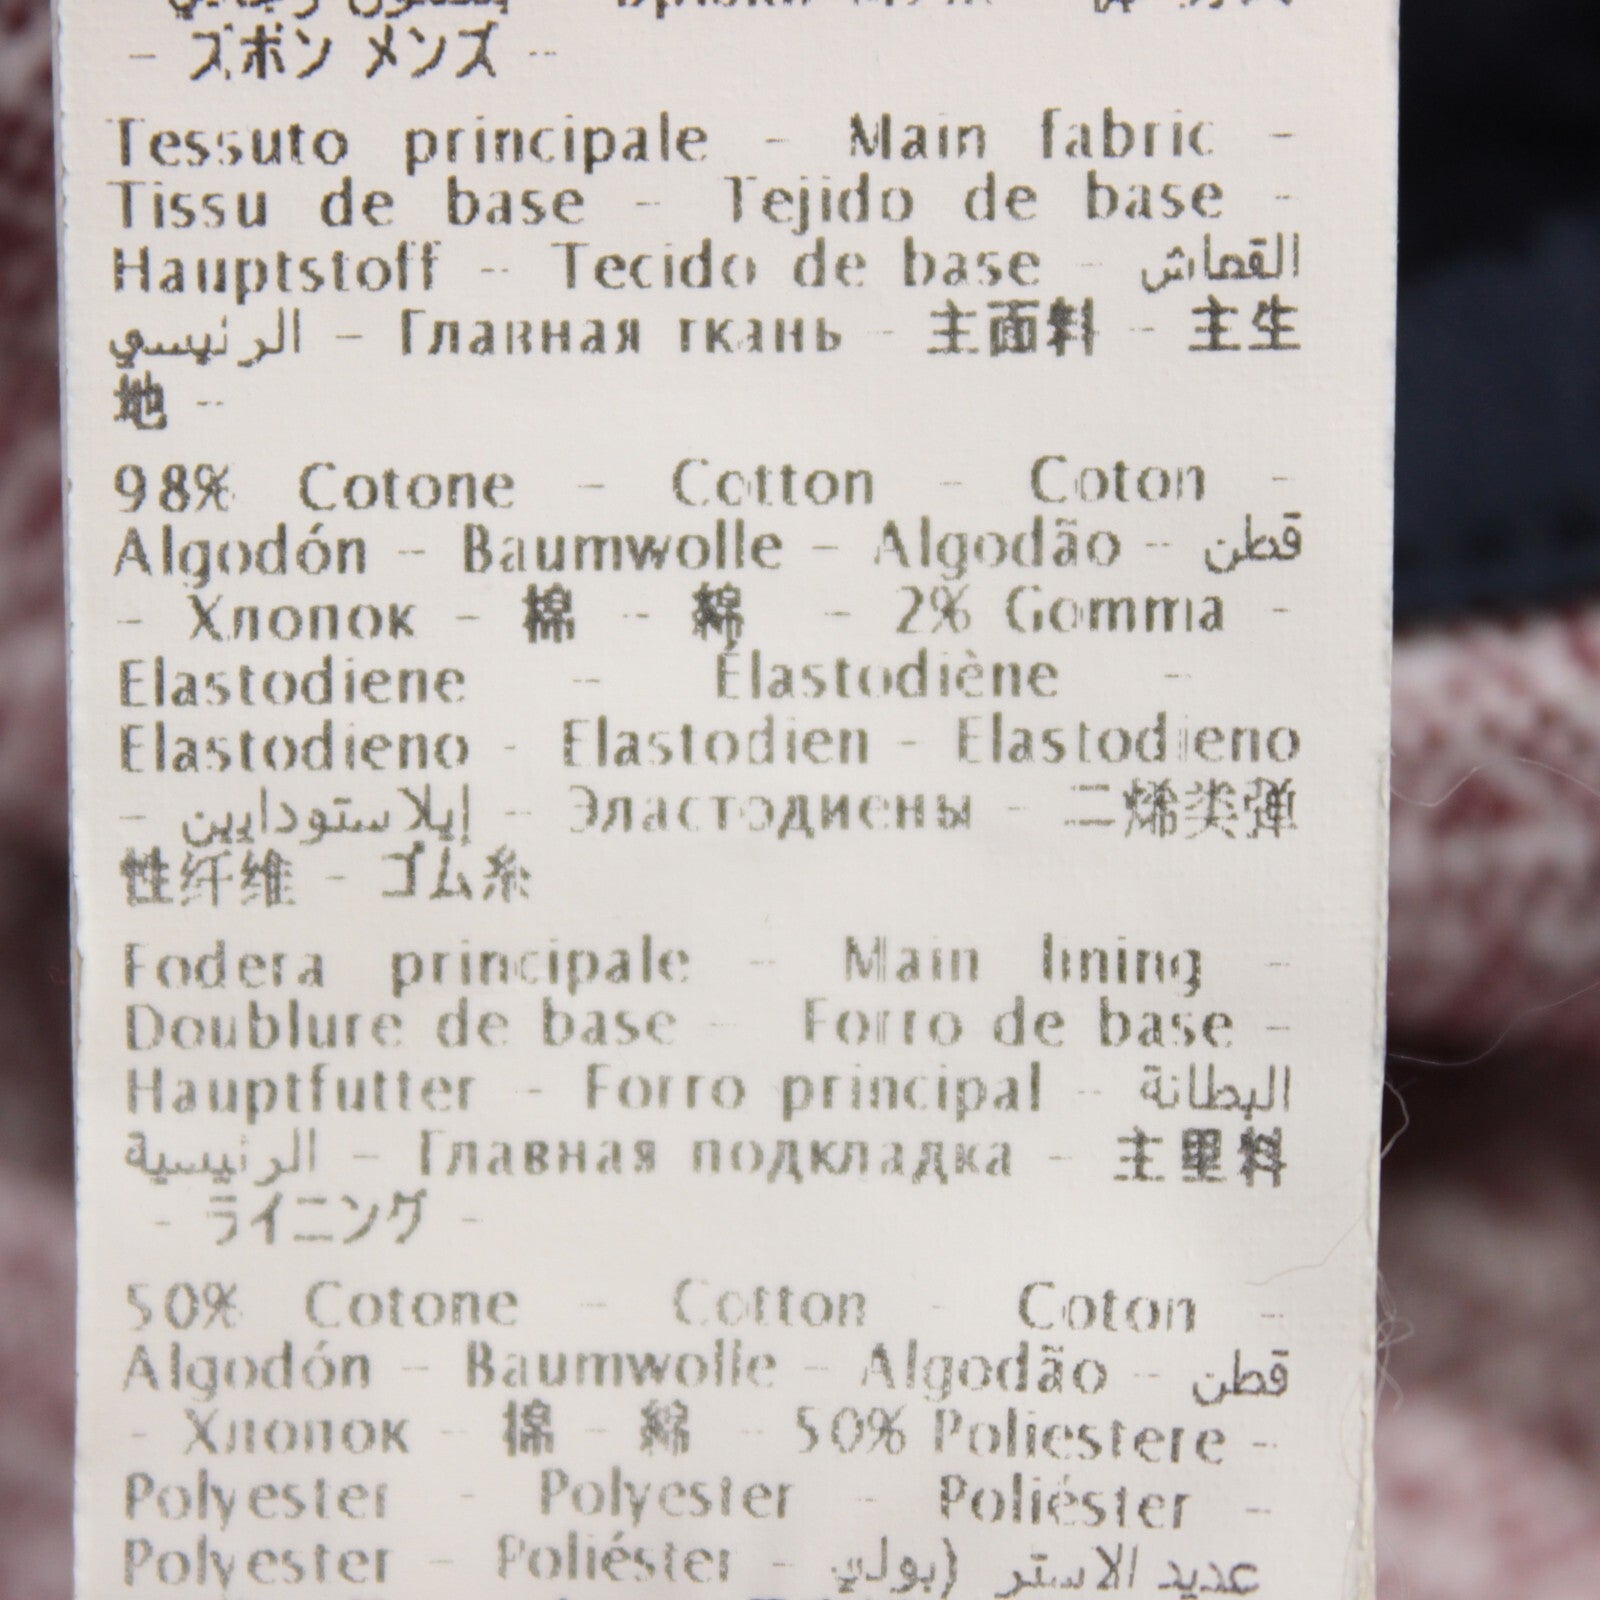 - ズボン メンズ -
Tessuto principale - Main fabric -
Tissu de base - Tejido de base -
Hauptstoff - Tecido de base - القماش
الرئيسي - Главная ткань - 主面料 - 主生
地 -
98% Cotone - Cotton - Coton -
Algodón - Baumwolle - Algodão - قطن
- Хлопок - 棉 - 綿 - 2% Gomma -
Elastodiene - Élastodiène -
Elastodieno - Elastodien - Elastodieno
- إيلاستودايين - Эластодиены - 二烯类弹
性纤维 - ゴム糸
Fodera principale - Main lining -
Doublure de base - Forro de base -
Hauptfutter - Forro principal - البطانة
الرئيسية - Главная подкладка - 主里料
- ライニング -
50% Cotone - Cotton - Coton -
Algodón - Baumwolle - Algodão - قطن
- Хлопок - 棉 - 綿 - 50% Poliestere -
Polyester - Polyester - Poliéster -
Polyester - Poliéster - عديد الاستر (بولي